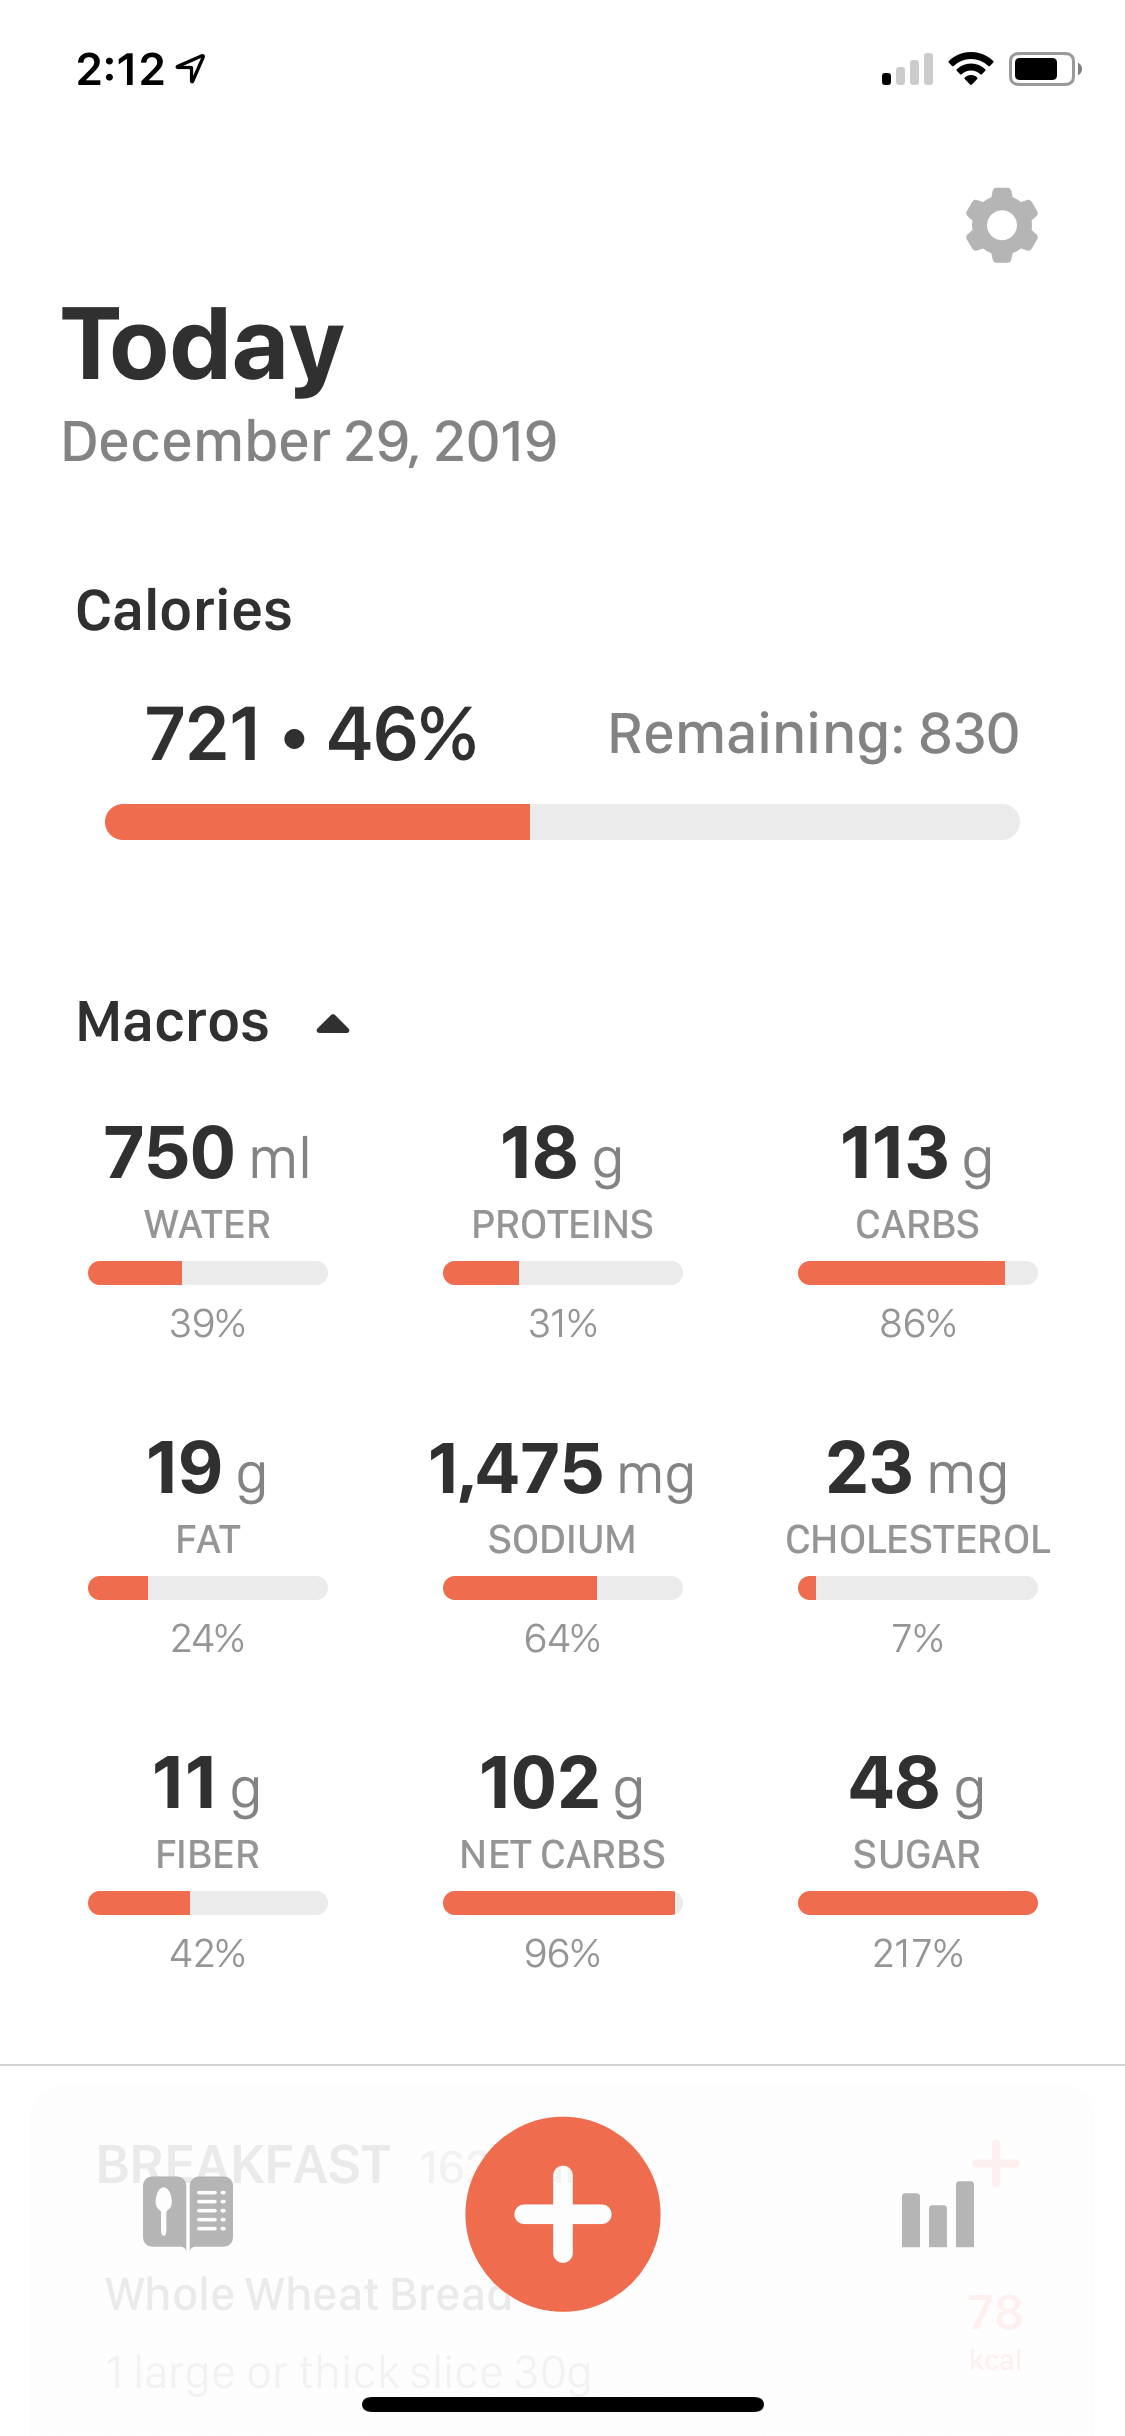 2:12
Today
December 29, 2019
Calories
721 • 46% Remaining: 830
Macros
750 ml 18 g 113 g
WATER PROTEINS CARBS
39% 31% 86%
19 g 1,475 mg 23 mg
FAT SODIUM CHOLESTEROL
24% 64% 7%
11 g 102 g 48 g
FIBER NET CARBS SUGAR
42% 96% 217%
BREAKFAST
Whole Wheat Bread 78
1 large or thick slice 30g kcal